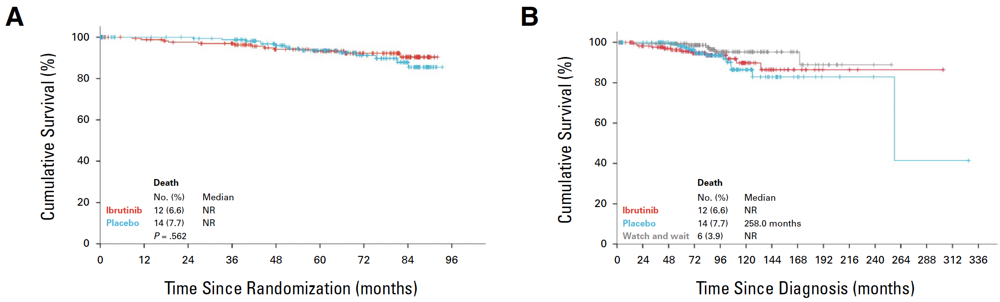 A
Cumulative Survival (%)
100
80
60
40
20
0
Death
No. (%) Median
Ibrutinib 12 (6.6) NR
Placebo 14 (7.7) NR
P = .562
0 12 24 36 48 60 72 84 96
Time Since Randomization (months)
B
Cumulative Survival (%)
100
80
60
40
20
0
Death
No. (%) Median
Ibrutinib 12 (6.6) NR
Placebo 14 (7.7) 258.0 months
Watch and wait 6 (3.9) NR
0 24 48 72 96 120 144 168 192 216 240 264 288 312 336
Time Since Diagnosis (months)